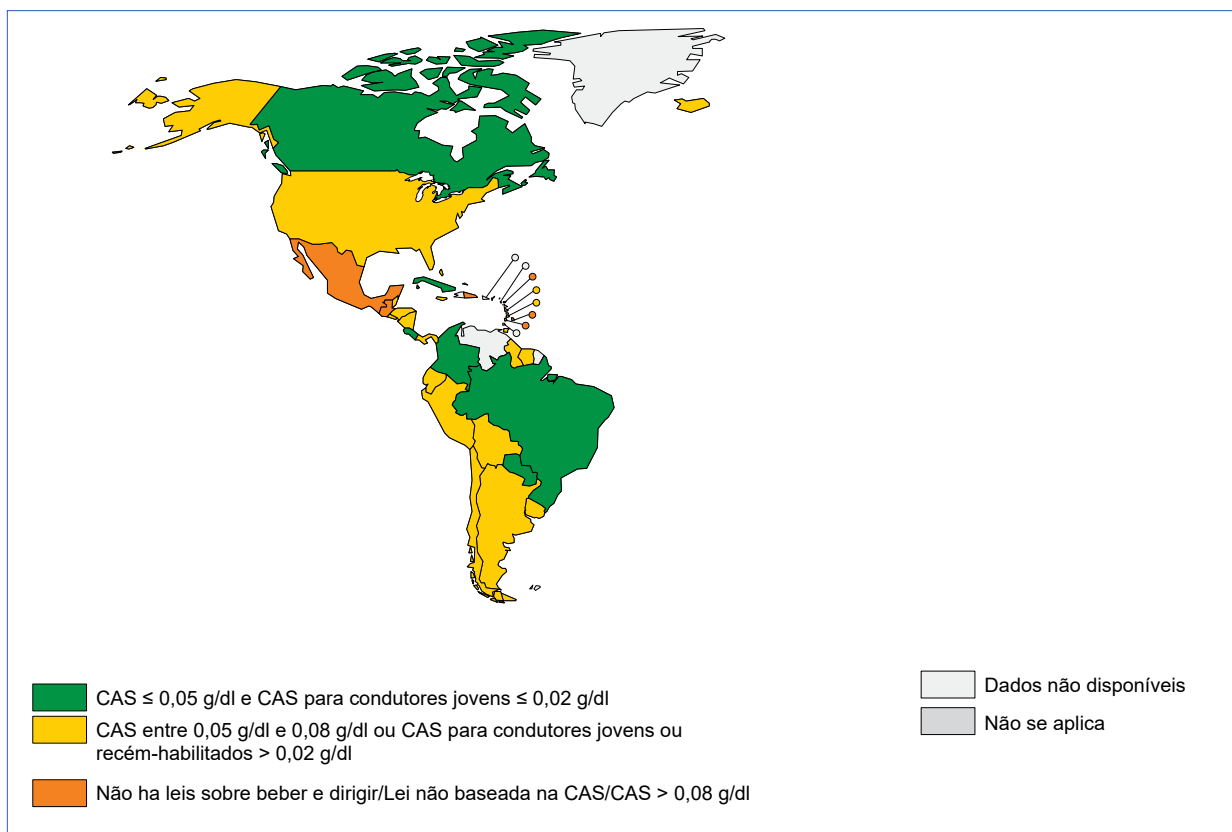 CAS ≤ 0,05 g/dl e CAS para condutores jovens ≤ 0,02 g/dl
CAS entre 0,05 g/dl e 0,08 g/dl ou CAS para condutores jovens ou
recém-habilitados > 0,02 g/dl
Não ha leis sobre beber e dirigir/Lei não baseada na CAS/CAS > 0,08 g/dl
Dados não disponíveis
Não se aplica